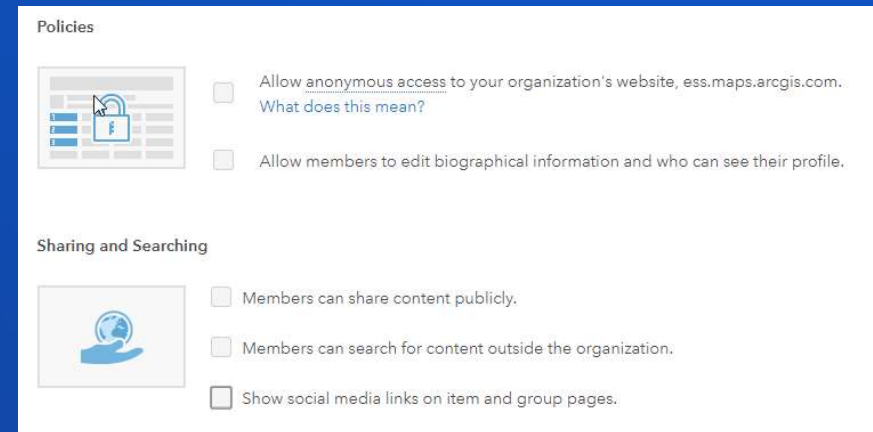 Policies
Allow anonymous access to your organization's website, ess.maps.arcgis.com.
What does this mean?
Allow members to edit biographical information and who can see their profile.
Sharing and Searching
Members can share content publicly.
Members can search for content outside the organization.
Show social media links on item and group pages.